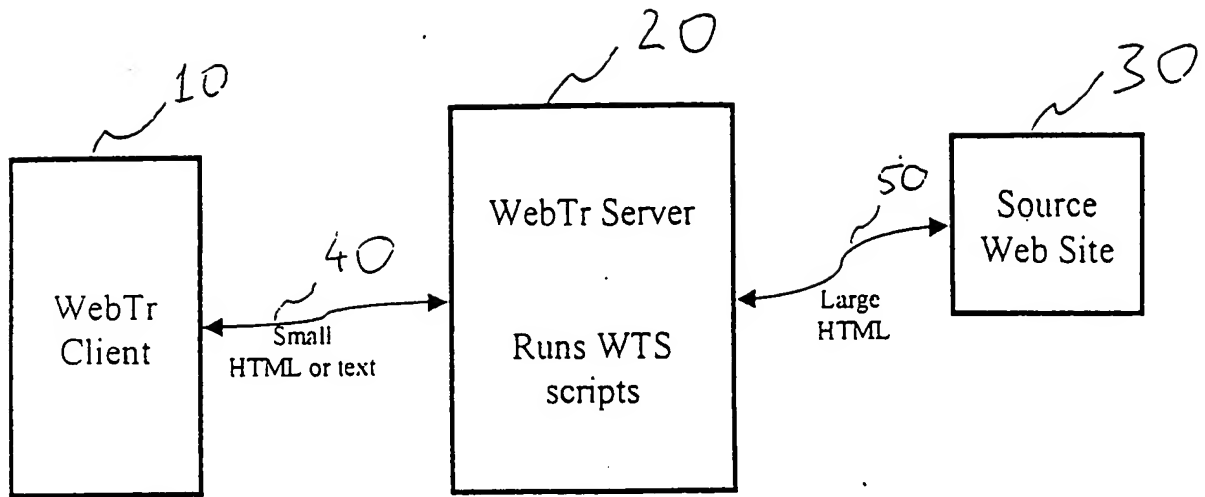 10
20
30
WebTr
Client
40
Small
HTML or text
WebTr Server
Runs WTS
scripts
50
Large
HTML
Source
Web Site